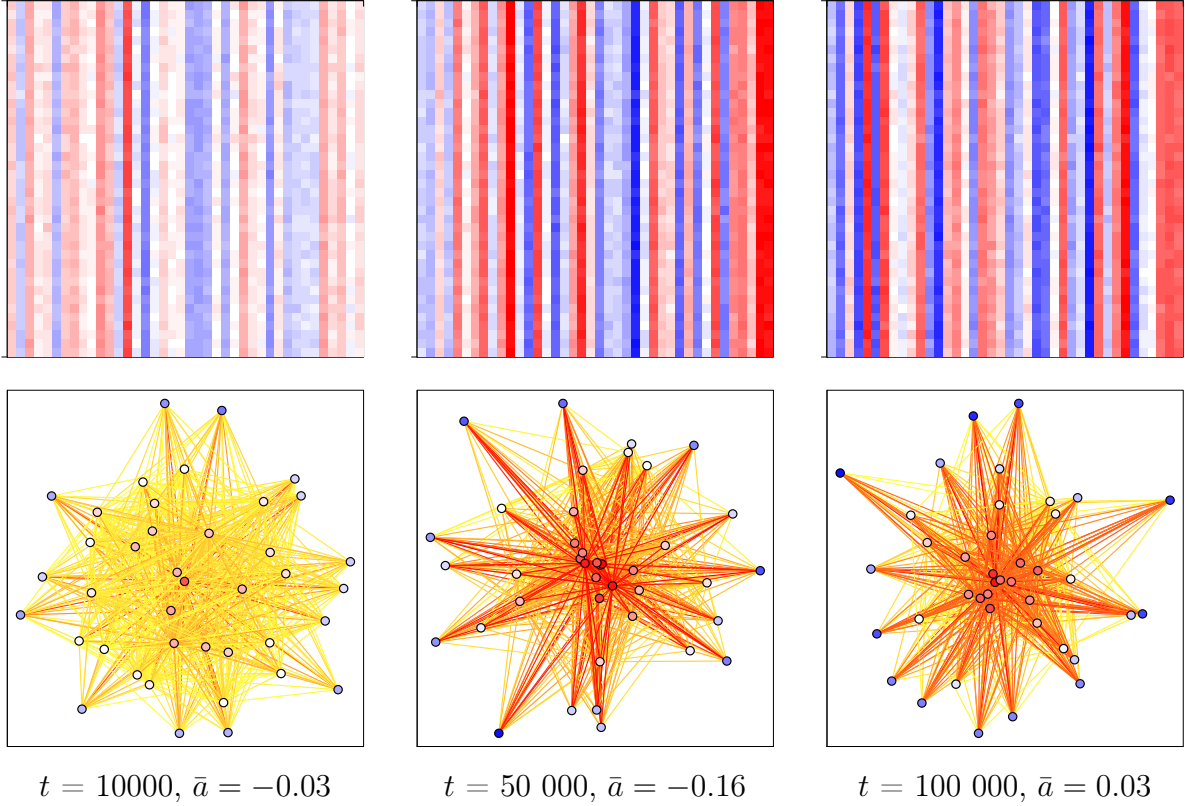 t = 10000, ā = −0.03
t = 50 000, ā = −0.16
t = 100 000, ā = 0.03